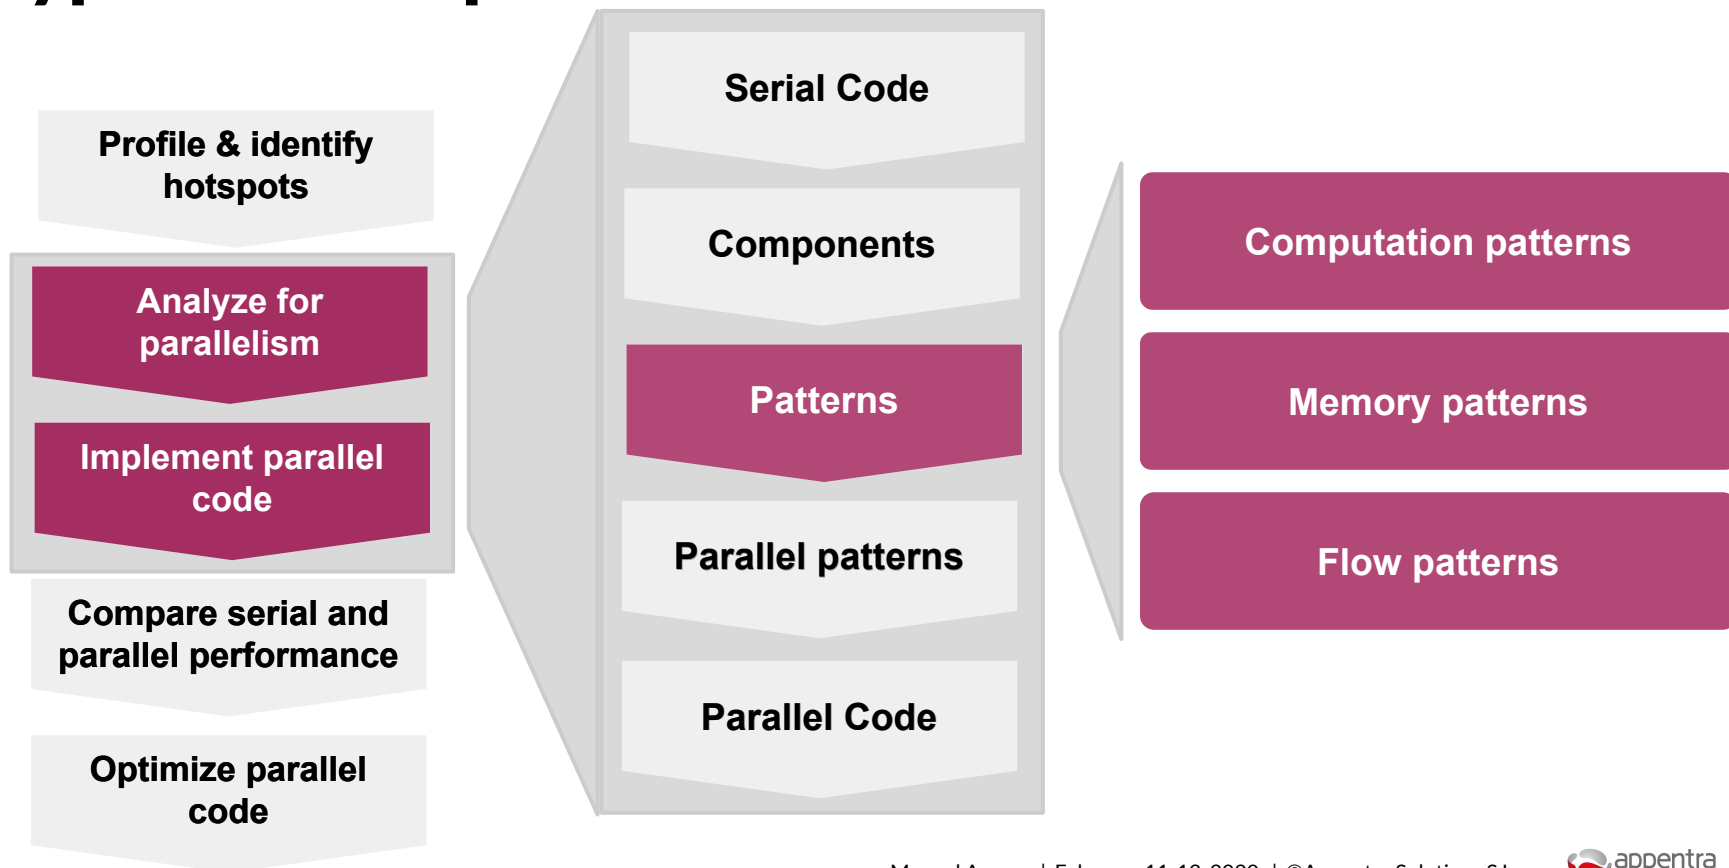 Profile & identify
hotspots
Analyze for
parallelism
Implement parallel
code
Compare serial and
parallel performance
Optimize parallel
code
Serial Code
Components
Patterns
Parallel patterns
Parallel Code
Computation patterns
Memory patterns
Flow patterns
appentra